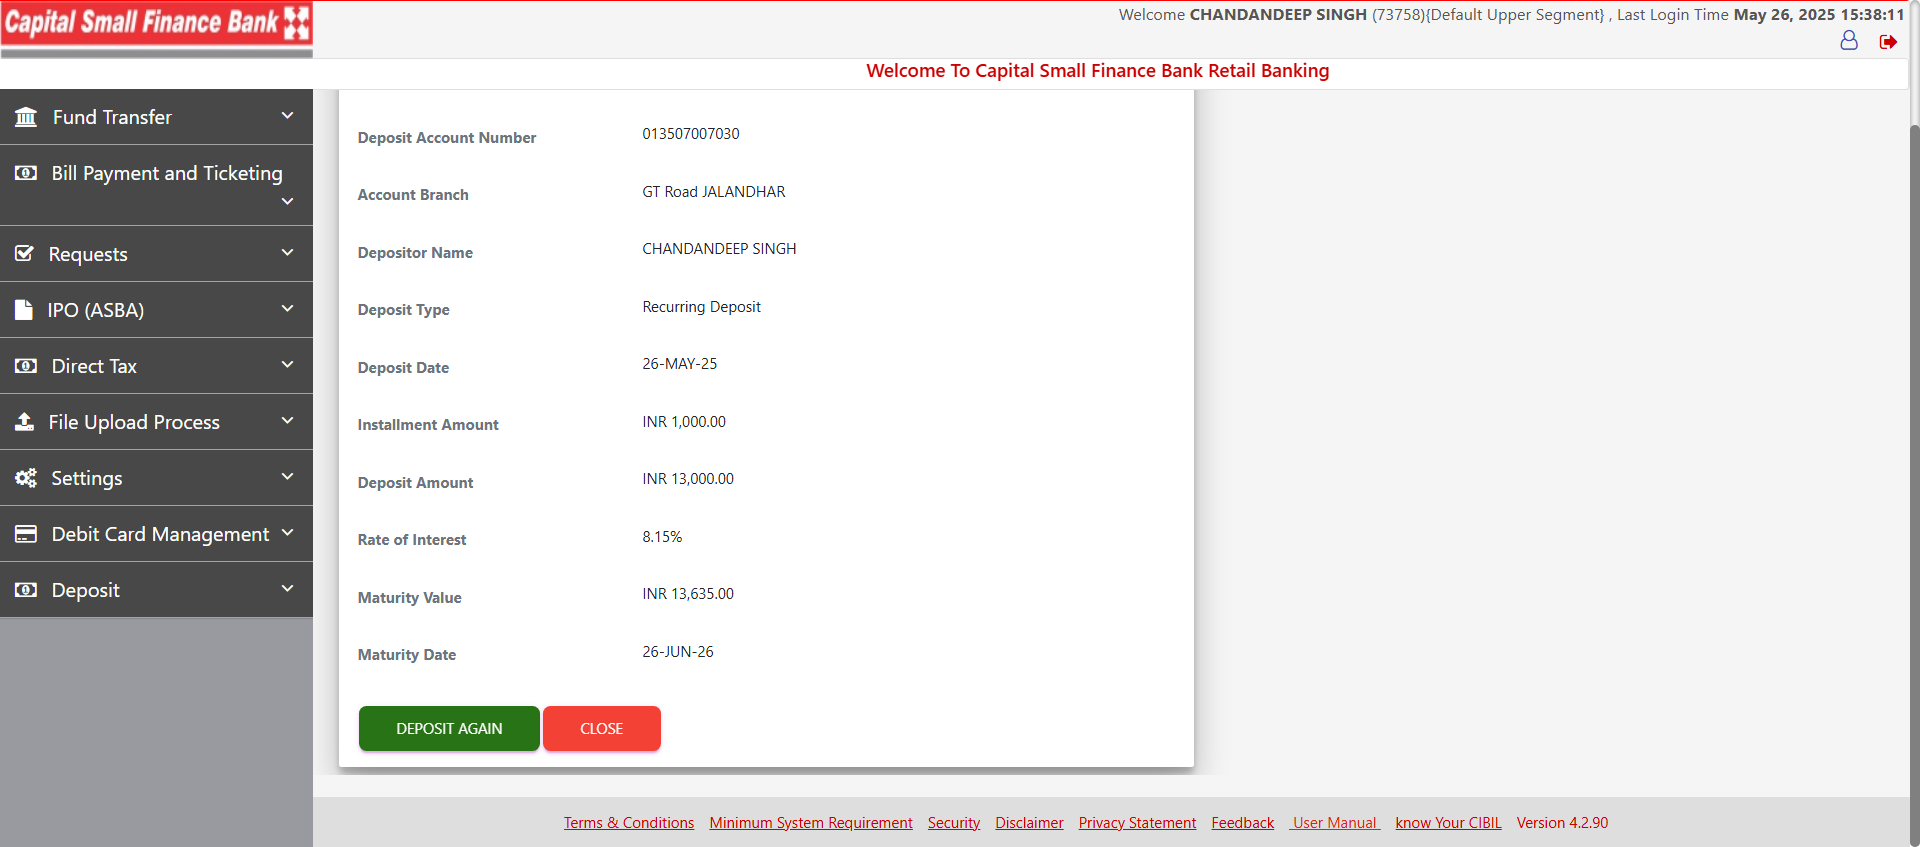 Capital Small Finance Bank
Welcome CHANDANDEEP SINGH (73758){Default Upper Segment} , Last Login Time May 26, 2025 15:38:11
Welcome To Capital Small Finance Bank Retail Banking
Fund Transfer
Bill Payment and Ticketing
Requests
IPO (ASBA)
Direct Tax
File Upload Process
Settings
Debit Card Management
Deposit
Deposit Account Number 013507007030
Account Branch GT Road JALANDHAR
Depositor Name CHANDANDEEP SINGH
Deposit Type Recurring Deposit
Deposit Date 26-MAY-25
Installment Amount INR 1,000.00
Deposit Amount INR 13,000.00
Rate of Interest 8.15%
Maturity Value INR 13,635.00
Maturity Date 26-JUN-26
DEPOSIT AGAIN CLOSE
Terms & Conditions Minimum System Requirement Security Disclaimer Privacy Statement Feedback User Manual know Your CIBIL Version 4.2.90